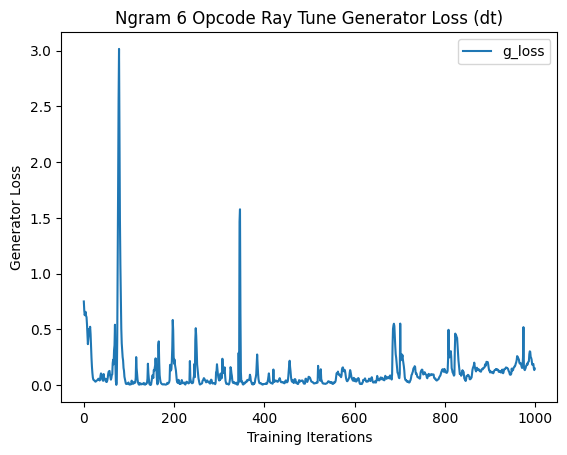 Ngram 6 Opcode Ray Tune Generator Loss (dt)
g_loss
Generator Loss
3.0
2.5
2.0
1.5
1.0
0.5
0.0
0 200 400 600 800 1000
Training Iterations